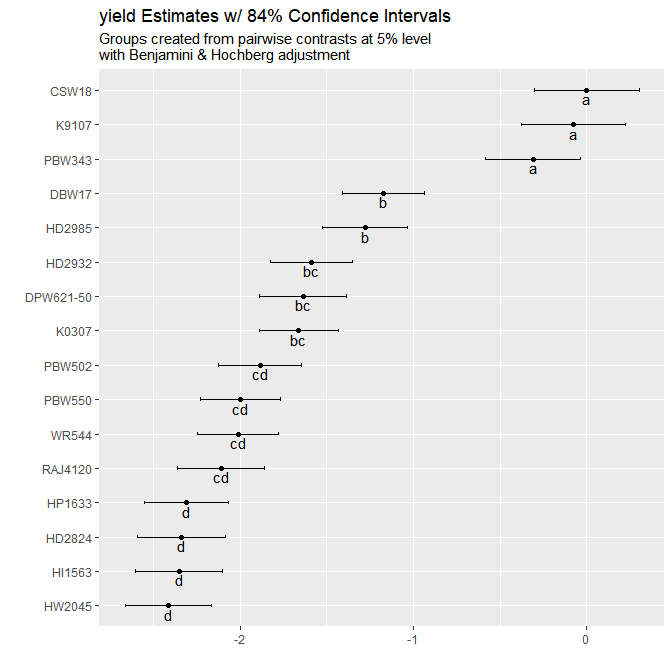 yield Estimates w/ 84% Confidence Intervals
Groups created from pairwise contrasts at 5% level
with Benjamini & Hochberg adjustment
CSW18
a
K9107
a
PBW343
a
DBW17
b
HD2985
b
HD2932
bc
DPW621-50
bc
K0307
bc
PBW502
cd
PBW550
cd
WR544
cd
RAJ4120
cd
HP1633
d
HD2824
d
HI1563
d
HW2045
d
-2 -1 0